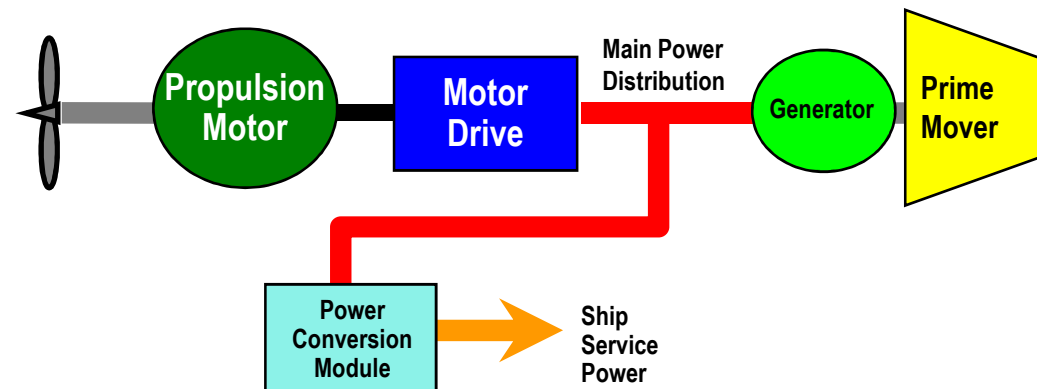 Propulsion
Motor
Motor
Drive
Main Power
Distribution
Generator
Prime
Mover
Power
Conversion
Module
Ship
Service
Power